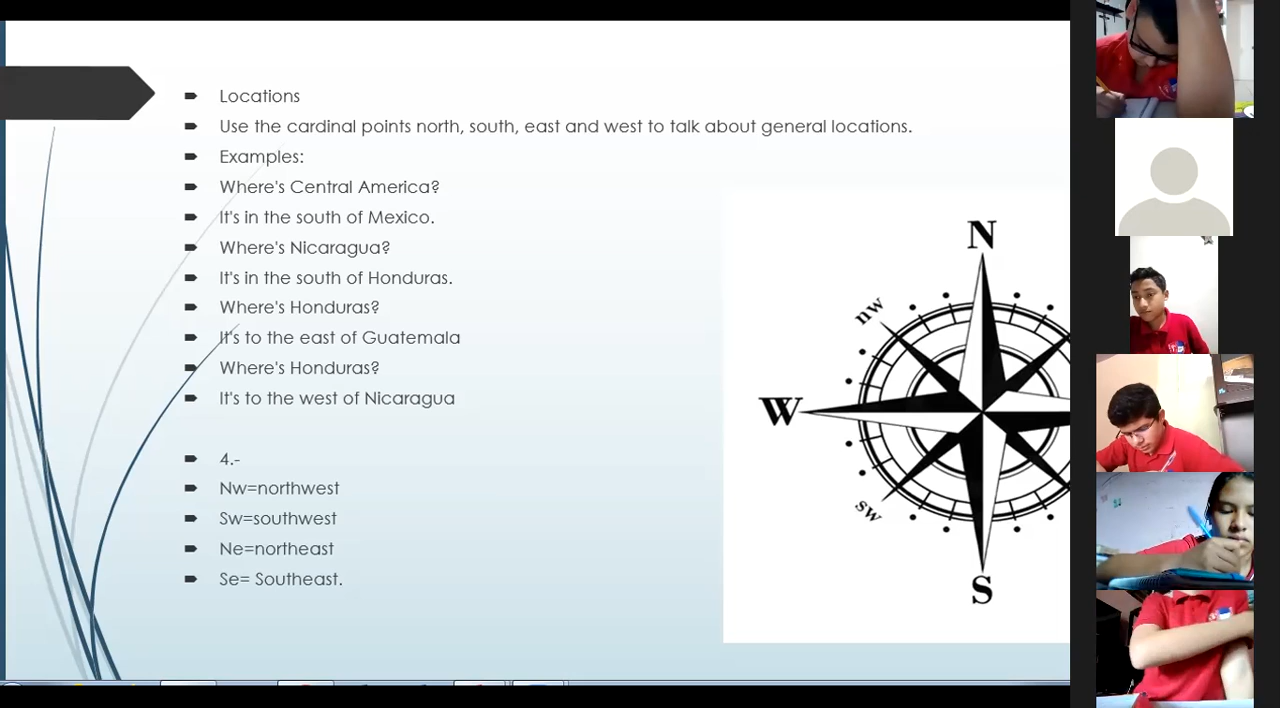 Locations
Use the cardinal points north, south, east and west to talk about general locations.
Examples:
Where's Central America?
It's in the south of Mexico.
Where's Nicaragua?
It's in the south of Honduras.
Where's Honduras?
It's to the east of Guatemala
Where's Honduras?
It's to the west of Nicaragua
4.-
Nw=northwest
Sw=southwest
Ne=northeast
Se= Southeast.
N
nw
W
sw
S